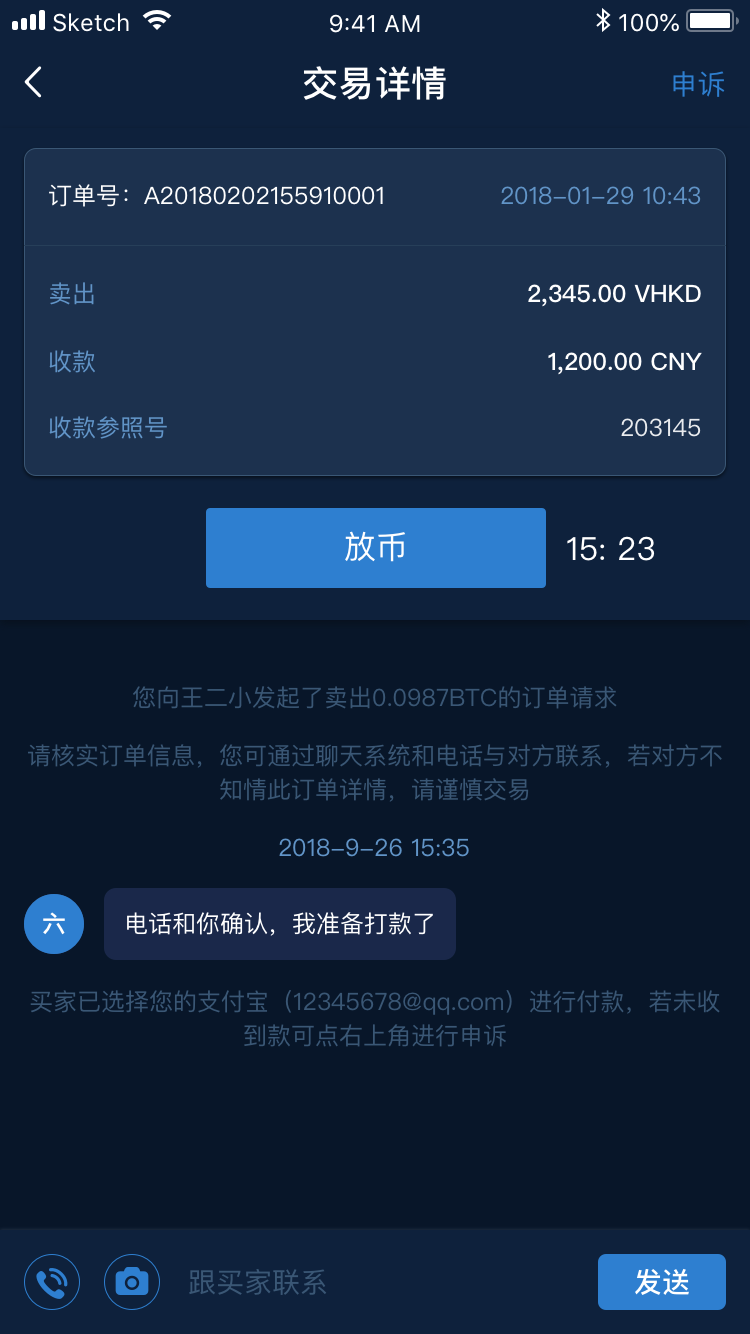 Sketch 9:41 AM 100%
交易详情 申诉
订单号：A20180202155910001 2018-01-29 10:43
卖出 2,345.00 VHKD
收款 1,200.00 CNY
收款参照号 203145
放币 15: 23
您向王二小发起了卖出0.0987BTC的订单请求
请核实订单信息，您可通过聊天系统和电话与对方联系，若对方不
知情此订单详情，请谨慎交易
2018-9-26 15:35
六 电话和你确认，我准备打款了
买家已选择您的支付宝（12345678@qq.com）进行付款，若未收
到款可点右上角进行申诉
跟买家联系 发送